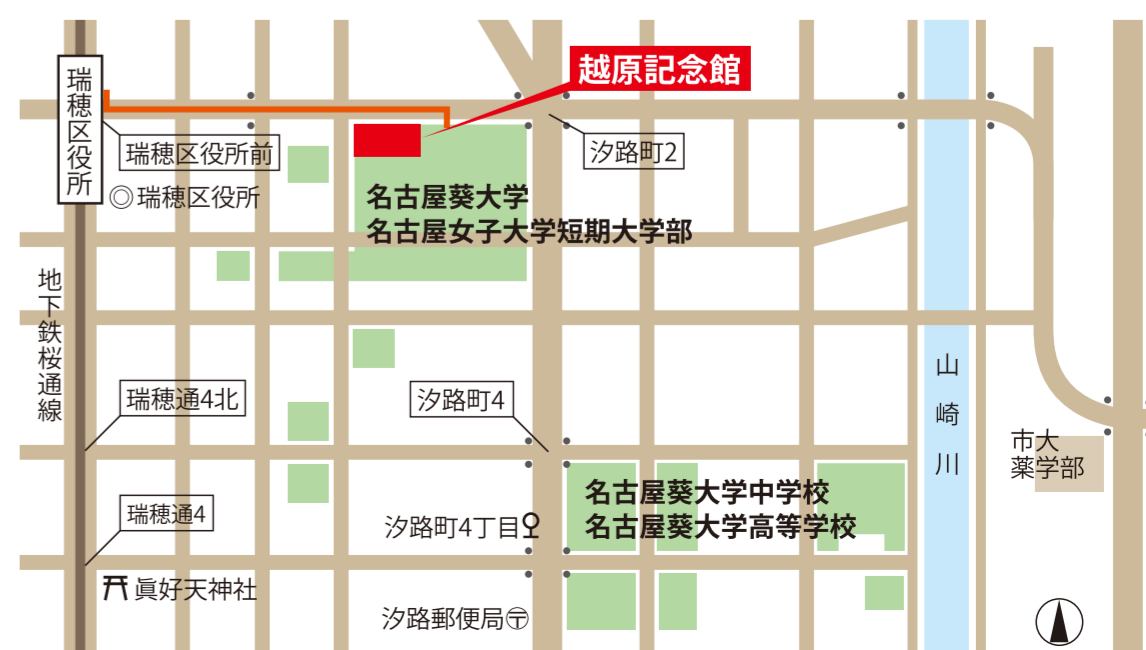 越原記念館
瑞穂区役所
瑞穂区役所前
汐路町2
◎瑞穂区役所
名古屋葵大学
名古屋女子大学短期大学部
地下鉄桜通線
山崎川
瑞穂通4北
汐路町4
市大
薬学部
瑞穂通4
名古屋葵大学中学校
名古屋葵大学高等学校
汐路町4丁目
眞好天神社
汐路郵便局〶